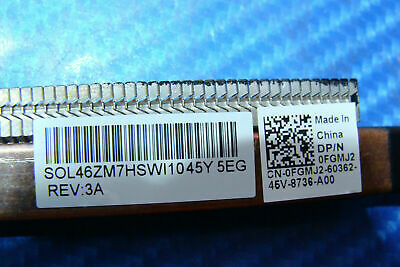 SOL46ZM7HSWI1045Y 5EG
REV:3A
Made in
China
DP/N
0FGMJ2
CN-0FGMJ2-60362-
45V-8736-A00